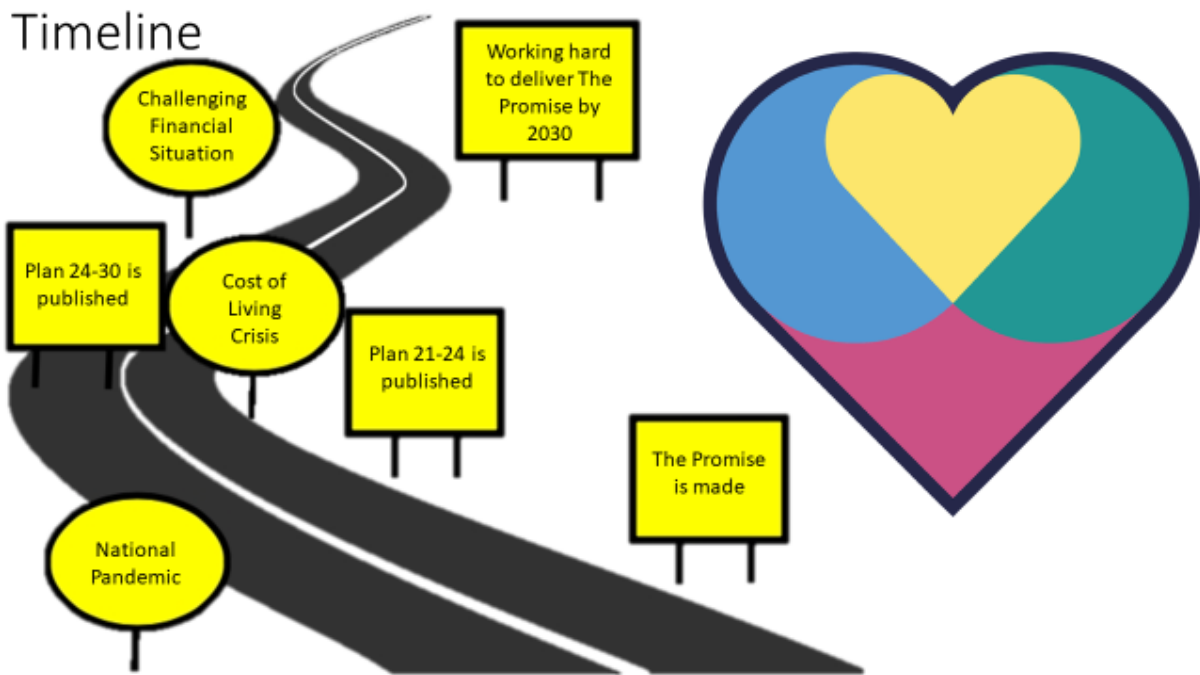 Timeline
Working hard
to deliver The
Promise by
2030
Challenging
Financial
Situation
Plan 24-30 is
published
Cost of
Living
Crisis
Plan 21-24 is
published
The Promise
is made
National
Pandemic